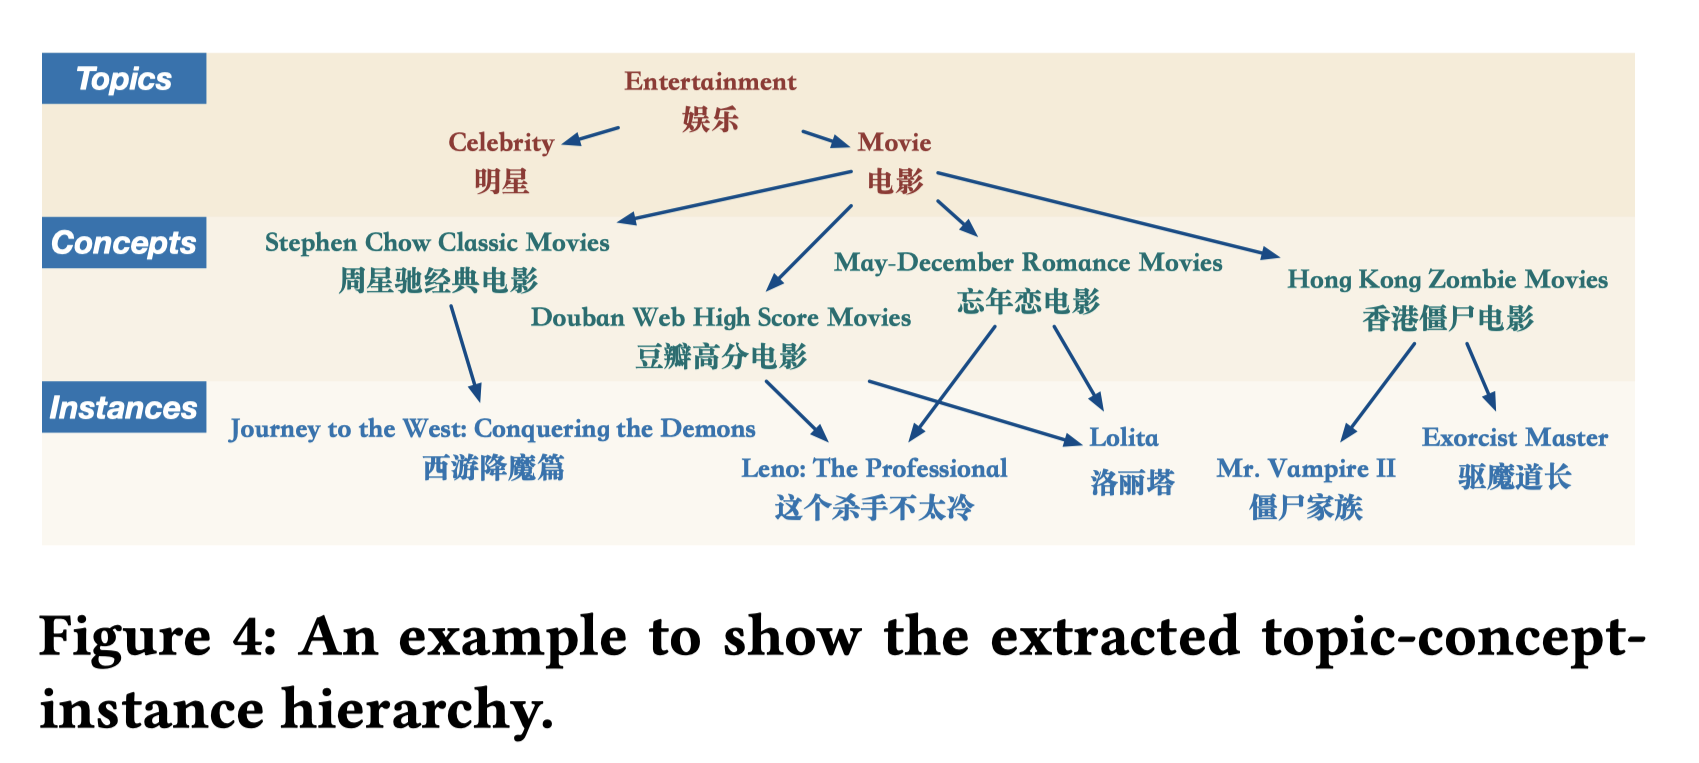 Topics
Entertainment
娱乐
Celebrity
明星
Movie
电影
Concepts
Stephen Chow Classic Movies
周星驰经典电影
Douban Web High Score Movies
豆瓣高分电影
May-December Romance Movies
忘年恋电影
Hong Kong Zombie Movies
香港僵尸电影
Instances
Journey to the West: Conquering the Demons
西游降魔篇
Leno: The Professional
这个杀手不太冷
Lolita
洛丽塔
Mr. Vampire II
僵尸家族
Exorcist Master
驱魔道长
Figure 4: An example to show the extracted topic-concept-
instance hierarchy.